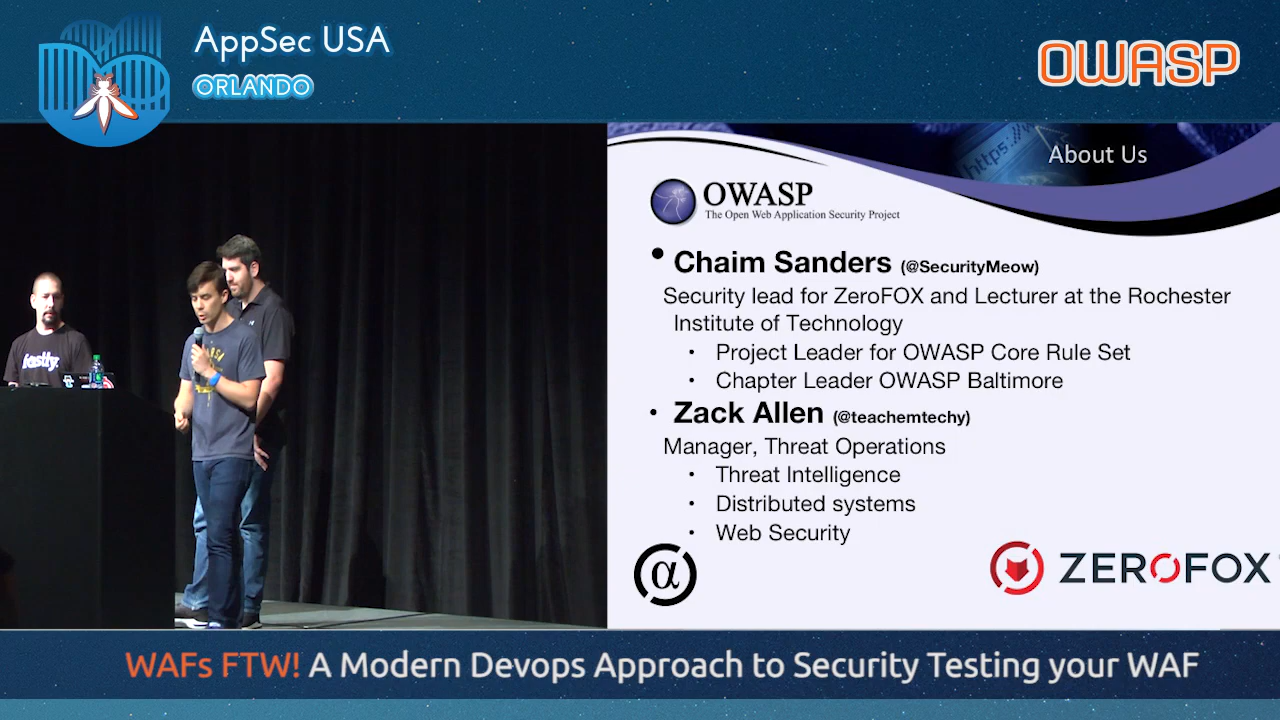 AppSec USA
ORLANDO
OWASP
https:
About Us
OWASP
The Open Web Application Security Project
• Chaim Sanders (@SecurityMeow)
Security lead for ZeroFOX and Lecturer at the Rochester
Institute of Technology
• Project Leader for OWASP Core Rule Set
• Chapter Leader OWASP Baltimore
• Zack Allen (@teachemtechy)
Manager, Threat Operations
• Threat Intelligence
• Distributed systems
• Web Security
α
ZEROFOX
fastly.
WAFs FTW! A Modern Devops Approach to Security Testing your WAF